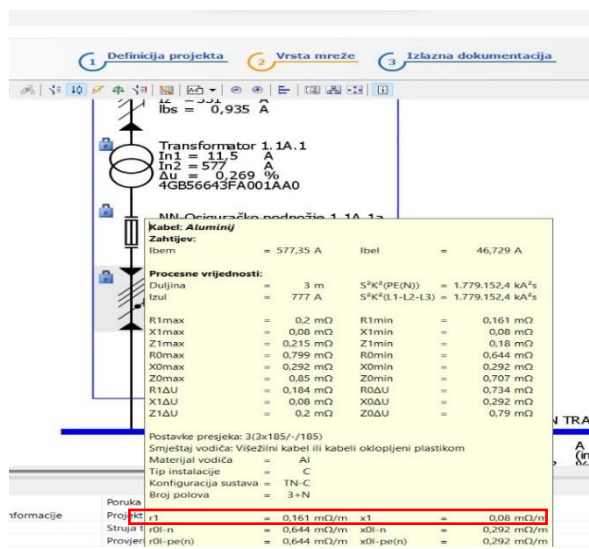 1 Definicija projekta 2 Vrsta mreže 3 Izlazna dokumentacija
Ibs = 0,935 A
Transformator 1.1A.1
In1 = 11,5 A
In2 = 577 A
Δu = 0,269 %
4GB56643FA001AA0
NN-Osiguračko podnožje 1.1A.1a
Kabel: Aluminij
Zahtijev:
Ibem = 577,35 A Ibel = 46,729 A
Procesne vrijednosti:
Duljina = 3 m S²K²(PE(N)) = 1.779.152,4 kA²s
Izul = 777 A S²K²(L1-L2-L3) = 1.779.152,4 kA²s
R1max = 0,2 mΩ R1min = 0,161 mΩ
X1max = 0,08 mΩ X1min = 0,08 mΩ
Z1max = 0,215 mΩ Z1min = 0,18 mΩ
R0max = 0,799 mΩ R0min = 0,644 mΩ
X0max = 0,292 mΩ X0min = 0,292 mΩ
Z0max = 0,85 mΩ Z0min = 0,707 mΩ
R1ΔU = 0,184 mΩ R0ΔU = 0,734 mΩ
X1ΔU = 0,08 mΩ X0ΔU = 0,292 mΩ
Z1ΔU = 0,2 mΩ Z0ΔU = 0,79 mΩ
N TRA
A
Postavke presjeka: 3(3x185/-/185)
Smještaj vodiča: Višežilni kabel ili kabeli oklopljeni plastikom
Materijal vodiča = Al
Tip instalacije = C
Konfiguracija sustava = TN-C
Broj polova = 3+N
Poruka
formacije Projekt r1 = 0,161 mΩ/m x1 = 0,08 mΩ/m
Struja t r0l-n = 0,644 mΩ/m x0l-n = 0,292 mΩ/m
Provjer r0l-pe(n) = 0,644 mΩ/m x0l-pe(n) = 0,292 mΩ/m